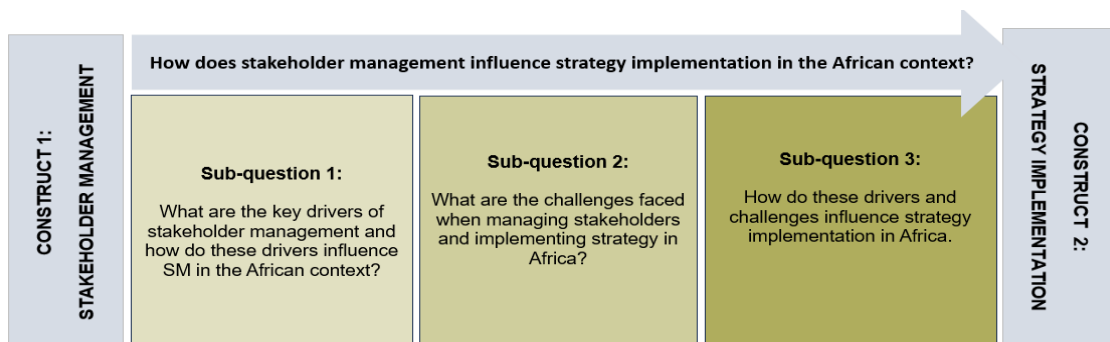 CONSTRUCT 1:
STAKEHOLDER MANAGEMENT
How does stakeholder management influence strategy implementation in the African context?
Sub-question 1:
What are the key drivers of
stakeholder management and
how do these drivers influence
SM in the African context?
Sub-question 2:
What are the challenges faced
when managing stakeholders
and implementing strategy in
Africa?
Sub-question 3:
How do these drivers and
challenges influence strategy
implementation in Africa.
CONSTRUCT 2:
STRATEGY IMPLEMENTATION